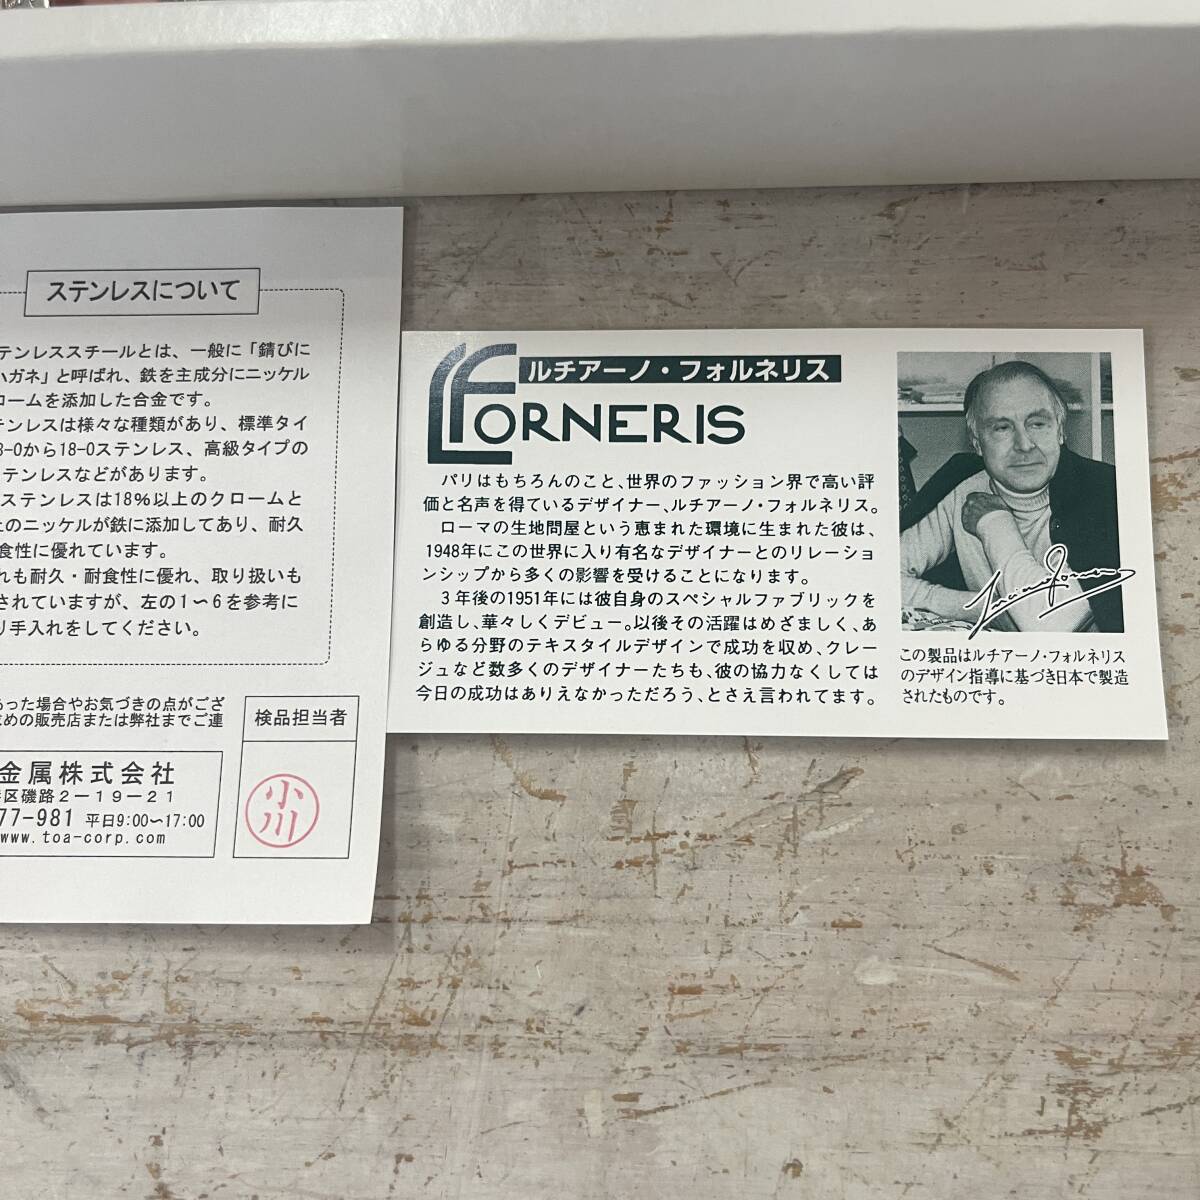 ステンレスについて
テンレススチールとは、一般に「錆びに
ハガネ」と呼ばれ、鉄を主成分にニッケル
ロームを添加した合金です。
テンレスは様々な種類があり、標準タイ
8-0から18-0ステンレス、高級タイプの
ステンレスなどがあります。
ステンレスは18%以上のクロームと
上のニッケルが鉄に添加してあり、耐久
食性に優れています。
れも耐久・耐食性に優れ、取り扱いも
されていますが、左の1～6を参考に
り手入れをしてください。
あった場合やお気づきの点がござ
求めの販売店または弊社までご連
金属株式会社
区磯路2－19－21
77-981 平日9:00～17:00
www.toa-corp.com
検品担当者
小川
ルチアーノ・フォルネリス
FORNERIS
パリはもちろんのこと、世界のファッション界で高い評
価と名声を得ているデザイナー、ルチアーノ・フォルネリス。
ローマの生地問屋という恵まれた環境に生まれた彼は、
1948年にこの世界に入り有名なデザイナーとのリレーショ
ンシップから多くの影響を受けることになります。
3年後の1951年には彼自身のスペシャルファブリックを
創造し、華々しくデビュー。以後その活躍はめざましく、あ
らゆる分野のテキスタイルデザインで成功を収め、クレー
ジュなど数多くのデザイナーたちも、彼の協力なくしては
今日の成功はありえなかっただろう、とさえ言われてます。
この製品はルチアーノ・フォルネリス
のデザイン指導に基づき日本で製造
されたものです。